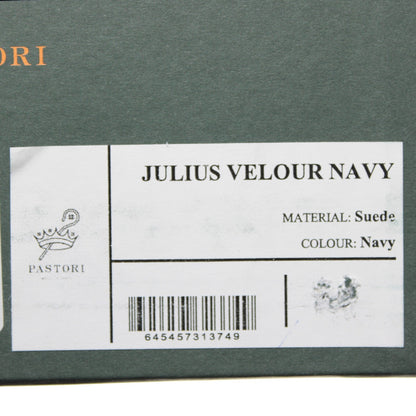 ORI
JULIUS VELOUR NAVY
MATERIAL: Suede
COLOUR: Navy
PASTORI
645457313749